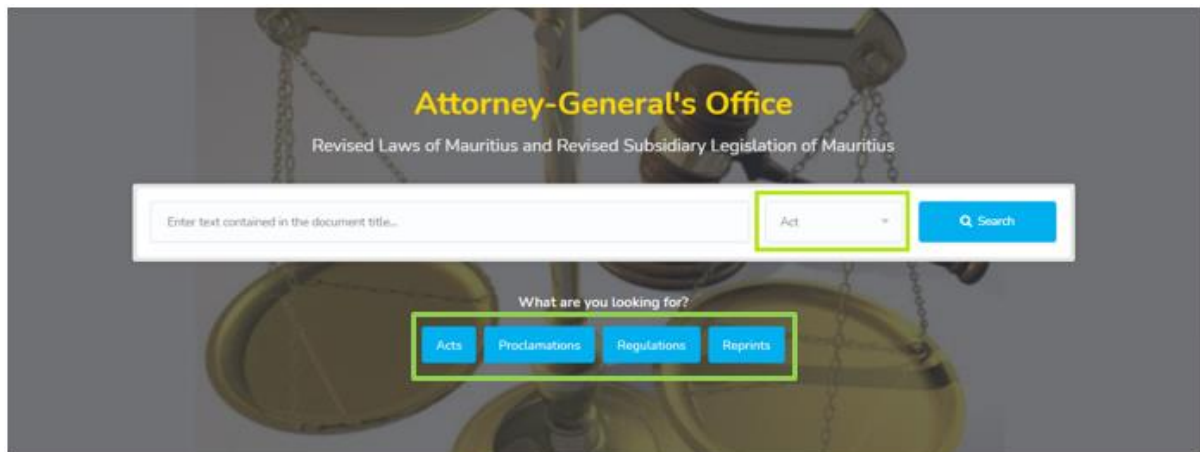 Attorney-General's Office
Revised Laws of Mauritius and Revised Subsidiary Legislation of Mauritius
Enter text contained in the document title... Act Search
What are you looking for?
Acts Proclamations Regulations Reprints